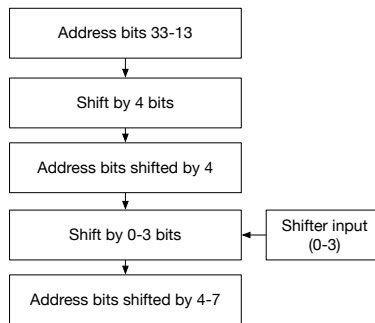 Address bits 33-13
Shift by 4 bits
Address bits shifted by 4
Shift by 0-3 bits
Shifter input
(0-3)
Address bits shifted by 4-7